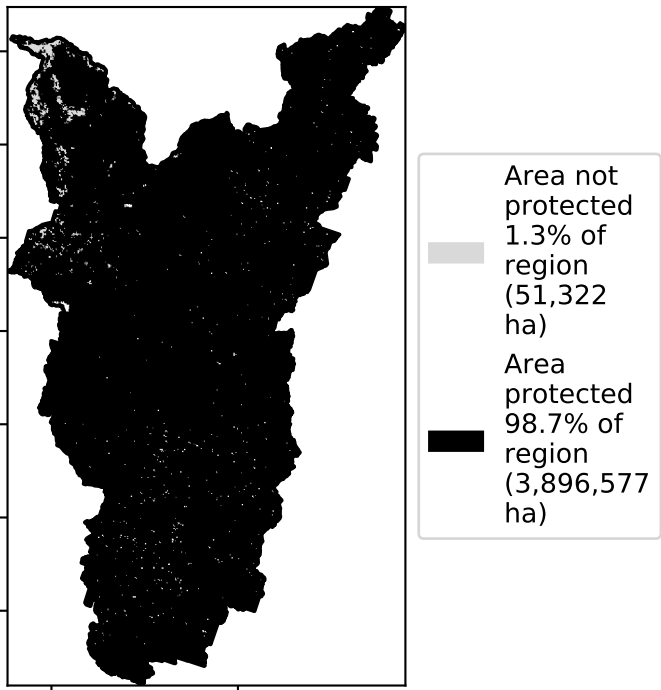 Area not
protected
1.3% of
region
(51,322
ha)
Area
protected
98.7% of
region
(3,896,577
ha)